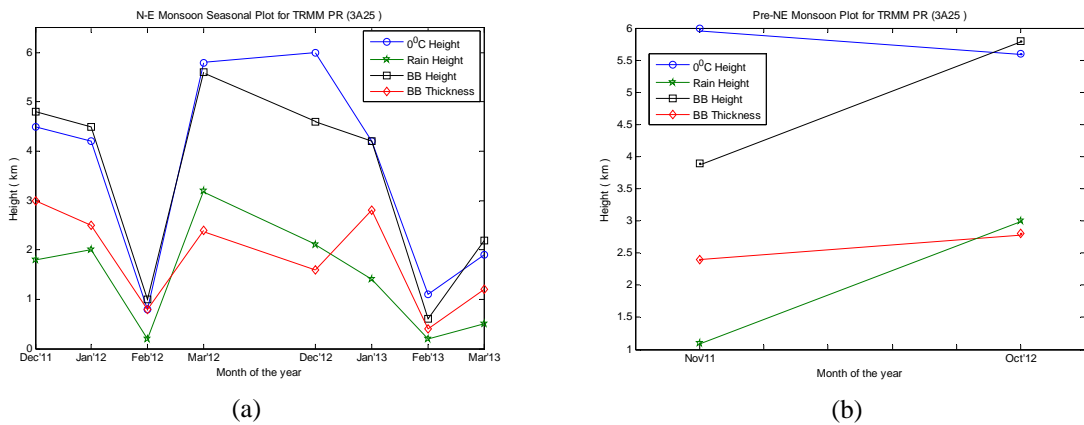 N-E Monsoon Seasonal Plot for TRMM PR (3A25 )
0⁰C Height
Rain Height
BB Height
BB Thickness
Height ( km )
6
5
4
3
2
1
0
Dec'11 Jan'12 Feb'12 Mar'12 Dec'12 Jan'13 Feb'13 Mar'13
Month of the year
(a)
Pre-NE Monsoon Plot for TRMM PR (3A25 )
0⁰C Height
Rain Height
BB Height
BB Thickness
Height ( km )
6
5.5
5
4.5
4
3.5
3
2.5
2
1.5
1
Nov'11 Oct'12
Month of the year
(b)